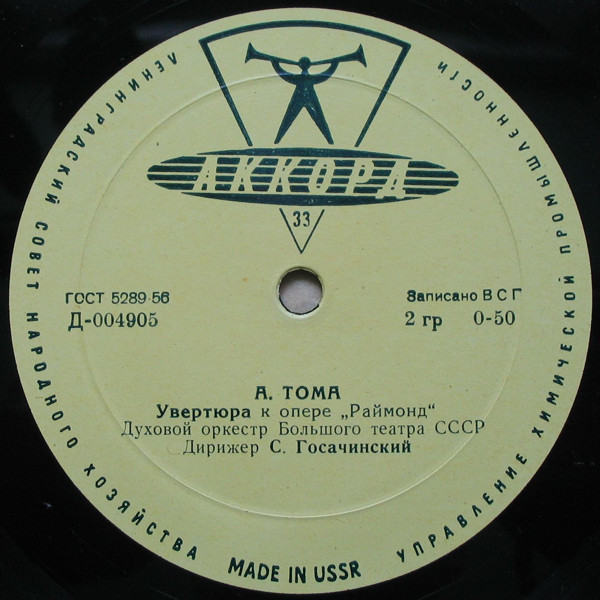 ЛЕНИНГРАДСКИЙ СОВЕТ НАРОДНОГО ХОЗЯЙСТВА
УПРАВЛЕНИЕ ХИМИЧЕСКОЙ ПРОМЫШЛЕННОСТИ
АККОРД
33
ГОСТ 5289-56
Записано ВСГ
Д-004905
2 гр 0-50
А. ТОМА
Увертюра к опере „Раймонд“
Духовой оркестр Большого театра СССР
Дирижер С. Госачинский
MADE IN USSR